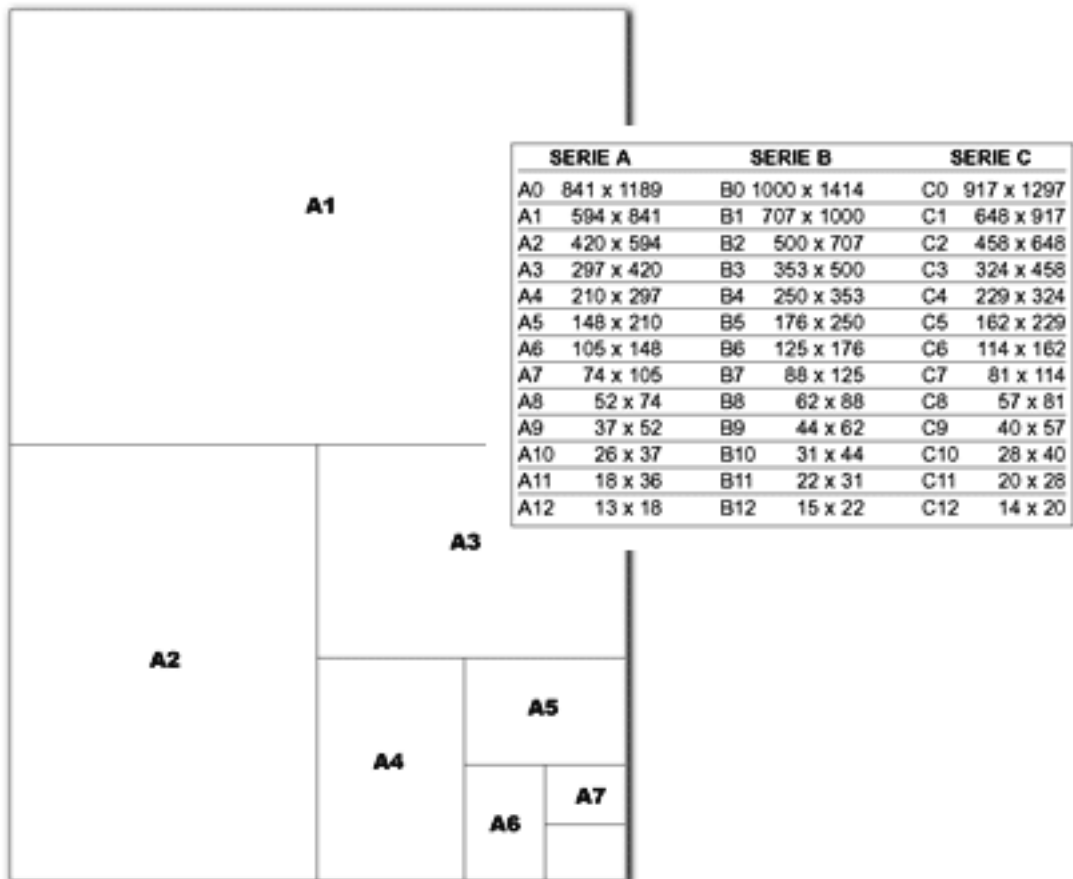 A1
SERIE A SERIE B SERIE C
A0 841 x 1189 B0 1000 x 1414 C0 917 x 1297
A1 594 x 841 B1 707 x 1000 C1 648 x 917
A2 420 x 594 B2 500 x 707 C2 458 x 648
A3 297 x 420 B3 353 x 500 C3 324 x 458
A4 210 x 297 B4 250 x 353 C4 229 x 324
A5 148 x 210 B5 176 x 250 C5 162 x 229
A6 105 x 148 B6 125 x 176 C6 114 x 162
A7 74 x 105 B7 88 x 125 C7 81 x 114
A8 52 x 74 B8 62 x 88 C8 57 x 81
A9 37 x 52 B9 44 x 62 C9 40 x 57
A10 26 x 37 B10 31 x 44 C10 28 x 40
A11 18 x 36 B11 22 x 31 C11 20 x 28
A12 13 x 18 B12 15 x 22 C12 14 x 20
A3
A2
A5
A4
A7
A6